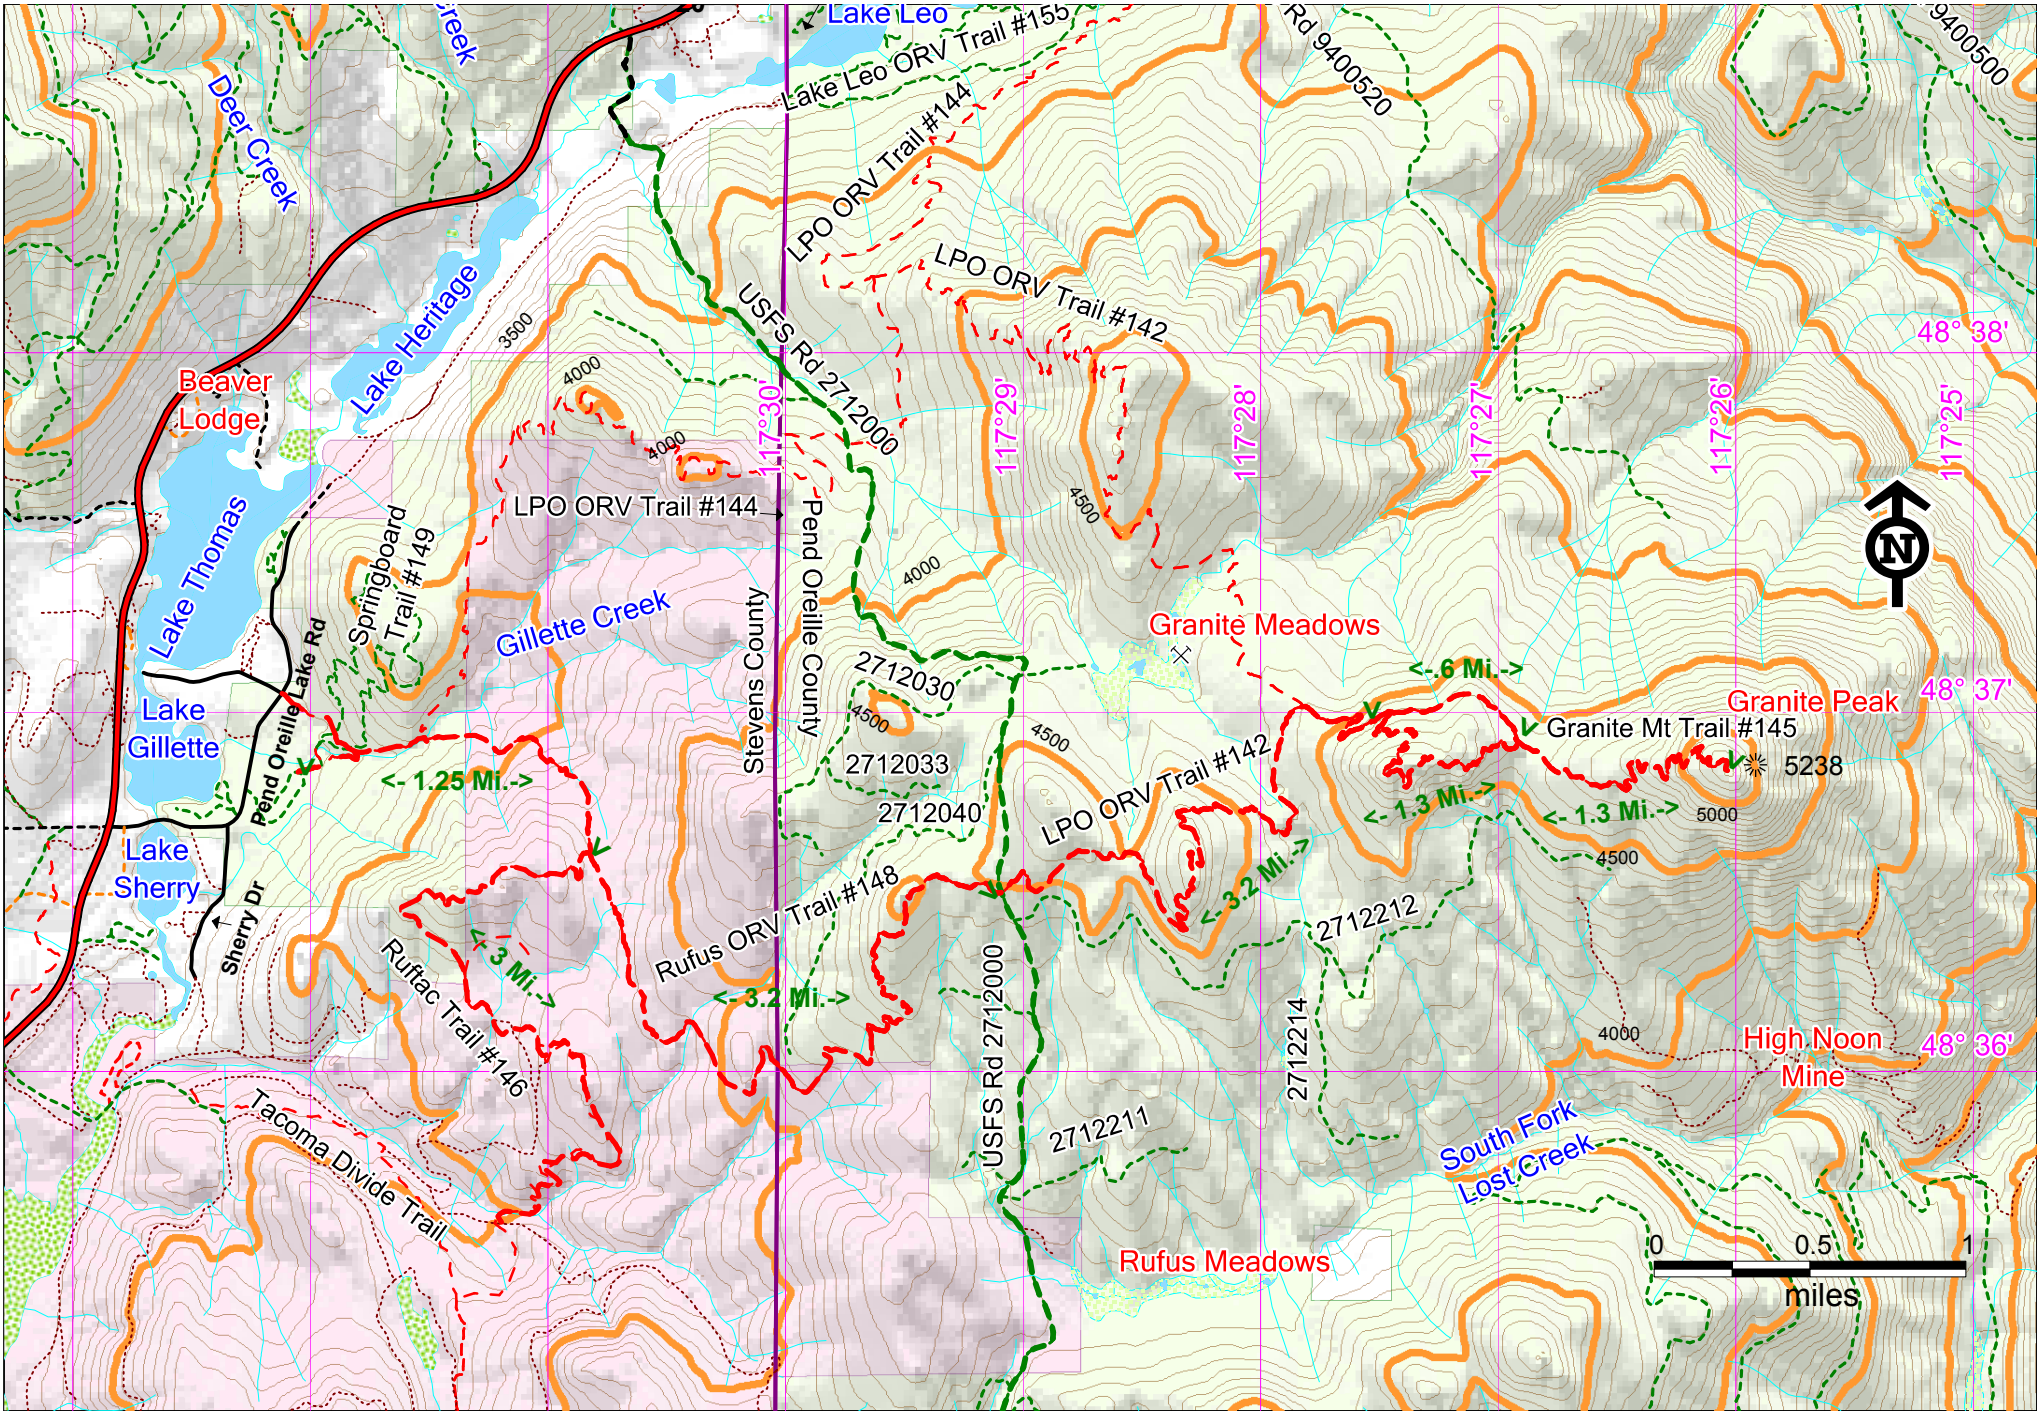 Creek
20
Lake Leo
Lake Leo ORV Trail #155
Rd 9400520
9400500
Deer Creek
LPO ORV Trail #144
LPO ORV Trail #142
Lake Heritage
3500
USFS Rd 2712000
48° 38'
Beaver
Lodge
4000
4000
117°30'
117°29'
117°28'
117°27'
117°26'
117°25'
LPO ORV Trail #144
4500
N
Lake Thomas
Springboard
Trail #149
Pend Oreille County
Stevens County
4000
Gillette Creek
Granite Meadows
Pend Oreille Lake Rd
2712030
4500
<-.6 Mi.->
48° 37'
Granite Peak
Lake
Gillette
Granite Mt Trail #145
4500
5238
2712033
<- 1.25 Mi.->
LPO ORV Trail #142
<- 1.3 Mi.->
<- 1.3 Mi.->
5000
2712040
Lake
Sherry
4500
Rufus ORV Trail #148
<- 3.2 Mi.->
2712212
Sherry Dr
<- 3 Mi.->
Ruftac Trail #146
<- 3.2 Mi.->
USFS Rd 2712000
2712214
4000
High Noon
Mine
48° 36'
Tacoma Divide Trail
2712211
South Fork
Lost Creek
Rufus Meadows
0 0.5 1
miles